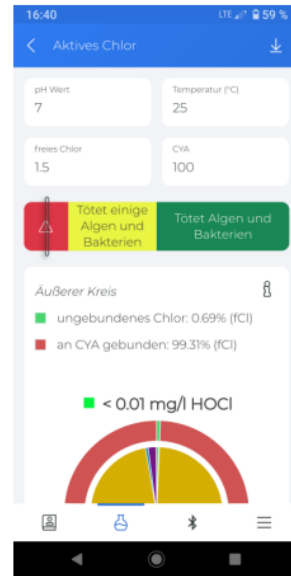 16:40 LTE 59 %
Aktives Chlor
pH Wert
7
Temperatur (°C)
25
freies Chlor
1.5
CYA
100
Tötet einige
Algen und
Bakterien
Tötet Algen und
Bakterien
Äußerer Kreis
ungebundenes Chlor: 0.69% (fCl)
an CYA gebunden: 99.31% (fCl)
< 0.01 mg/l HOCl